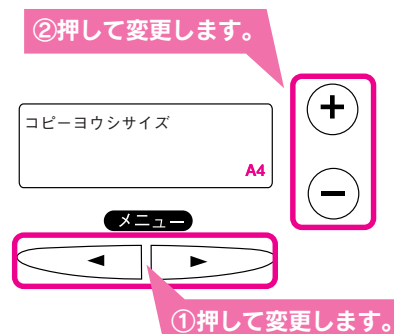 ②押して変更します。
コピーヨウシサイズ
A4
＋
－
メニュー
◀ ▶
①押して変更します。